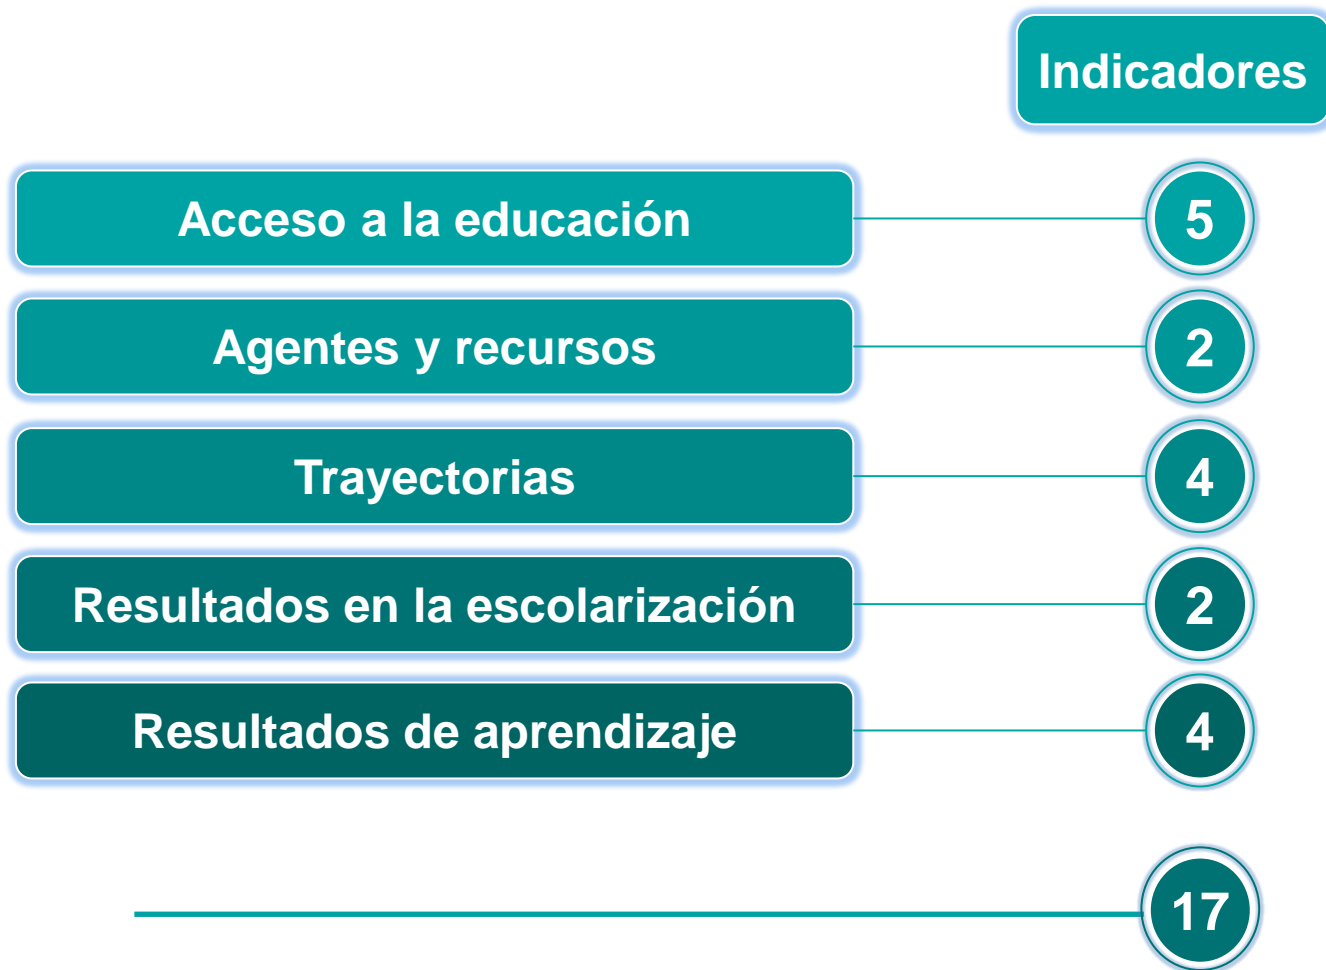 Indicadores
Acceso a la educación
5
Agentes y recursos
2
Trayectorias
4
Resultados en la escolarización
2
Resultados de aprendizaje
4
17